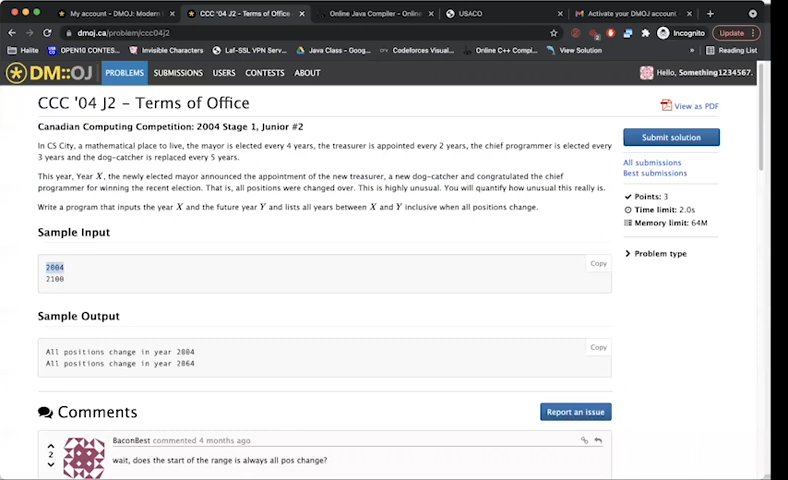 My account - DMOJ: Modern
CCC '04 J2 - Terms of Office
Online Java Compiler - Online
USACO
Activate your DMOJ account
dmoj.ca/problem/ccc04j2
Incognito
Update
Halite
OPEN10 CONTES...
Invisible Characters
Laf-SSL VPN Serv...
Java Class - Goog...
Codeforces Visual...
Online C++ Compi...
View Solution
»
Reading List
DM::OJ
PROBLEMS
SUBMISSIONS
USERS
CONTESTS
ABOUT
Hello, Something1234567.
CCC '04 J2 - Terms of Office
View as PDF
Canadian Computing Competition: 2004 Stage 1, Junior #2
In CS City, a mathematical place to live, the mayor is elected every 4 years, the treasurer is appointed every 2 years, the chief programmer is elected every
3 years and the dog-catcher is replaced every 5 years.
This year, Year X, the newly elected mayor announced the appointment of the new treasurer, a new dog-catcher and congratulated the chief
programmer for winning the recent election. That is, all positions were changed over. This is highly unusual. You will quantify how unusual this really is.
Write a program that inputs the year X and the future year Y and lists all years between X and Y inclusive when all positions change.
Submit solution
All submissions
Best submissions
Points: 3
Time limit: 2.0s
Memory limit: 64M
Problem type
Sample Input
Copy
2004
2100
Sample Output
Copy
All positions change in year 2004
All positions change in year 2064
Comments
Report an issue
2
BaconBest commented 4 months ago
wait, does the start of the range is always all pos change?